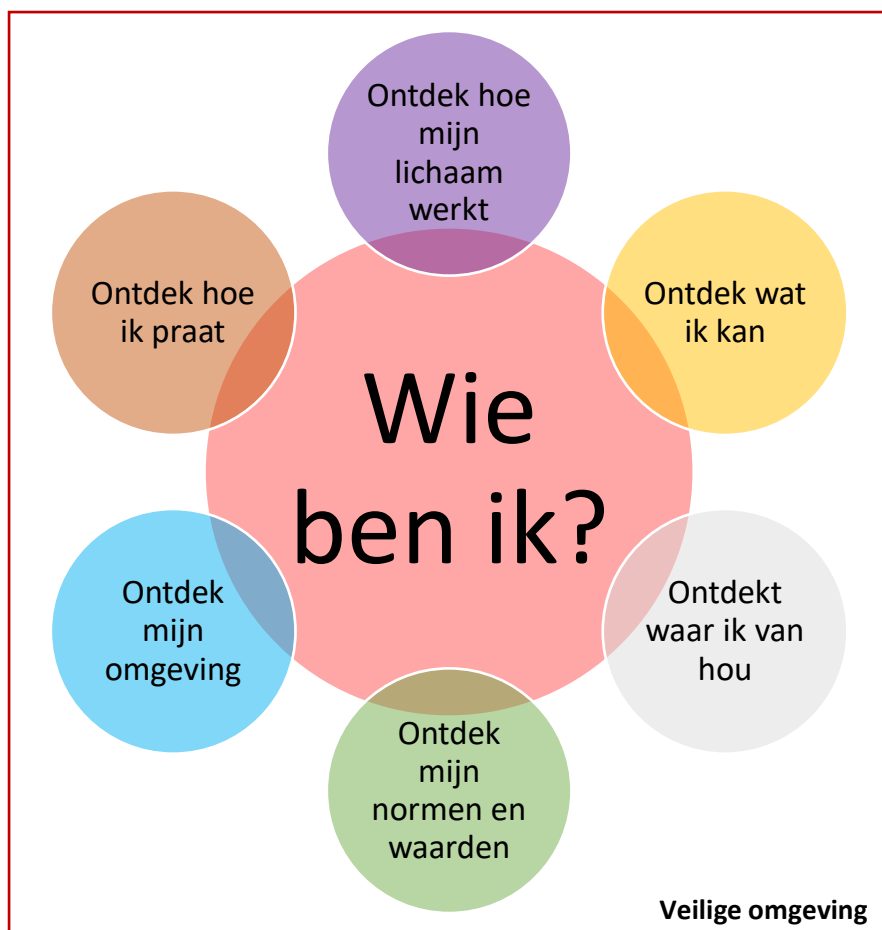 Ontdek hoe
mijn
lichaam
werkt
Ontdek hoe
ik praat
Ontdek wat
ik kan
Wie
ben ik?
Ontdek
mijn
omgeving
Ontdekt
waar ik van
hou
Ontdek
mijn
normen en
waarden
Veilige omgeving